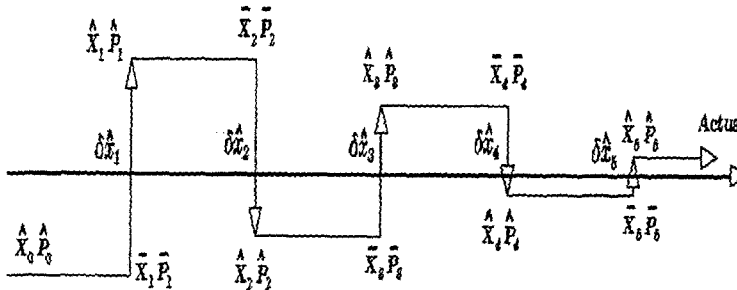 X̂₁ P̂₁
X̄₂ P̄₂
X̂₃ P̂₃
X̄₄ P̄₄
X̂₅ P̂₅
Actua
δx̂₁
δx̂₂
δx̂₃
δx̂₄
δx̂₅
X̂₀ P̂₀
X̄₁ P̄₁
X̂₂ P̂₂
X̄₃ P̄₃
X̂₄ P̂₄
X̄₅ P̄₅